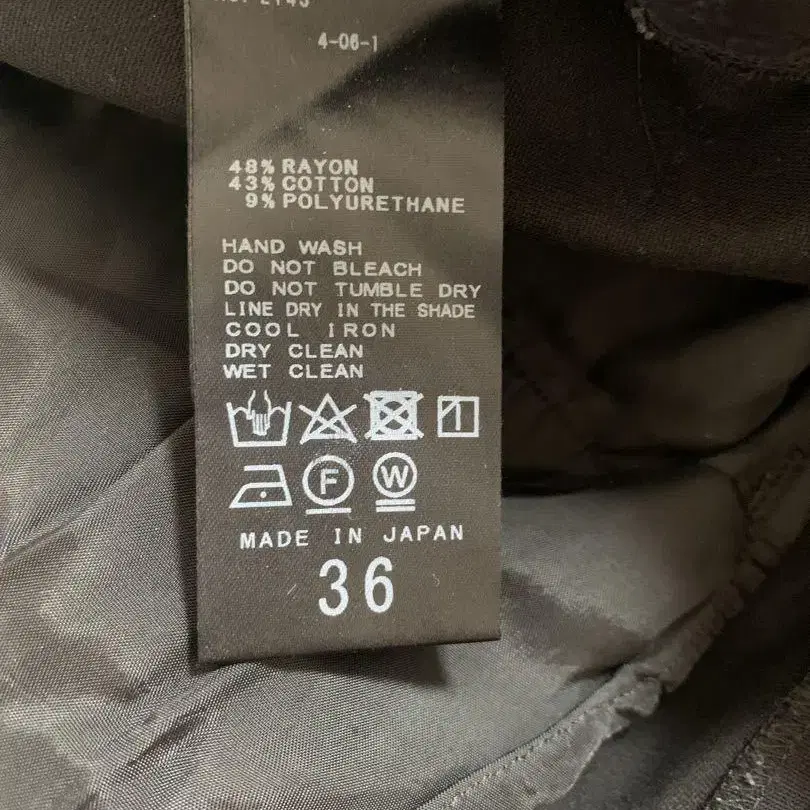 4-06-1
48% RAYON
43% COTTON
9% POLYURETHANE
HAND WASH
DO NOT BLEACH
DO NOT TUMBLE DRY
LINE DRY IN THE SHADE
COOL IRON
DRY CLEAN
WET CLEAN
F W
MADE IN JAPAN
36